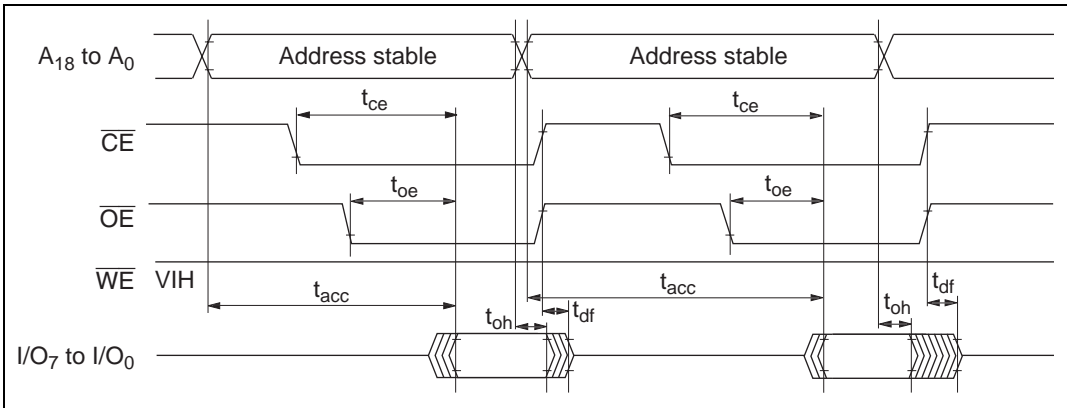 A18 to A0 Address stable Address stable
tce tce
CE
toe toe
OE
WE VIH
tacc tacc tdf
toh tdf toh
I/O7 to I/O0